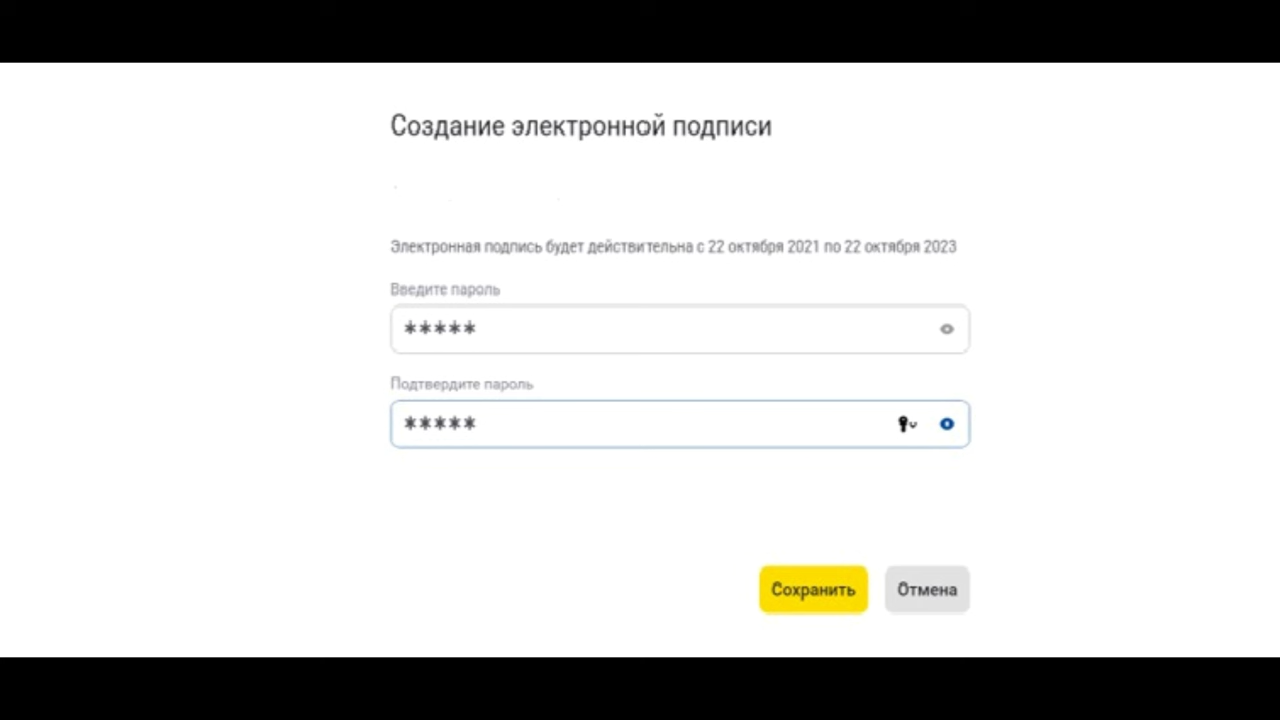 Создание электронной подписи
Электронная подпись будет действительна с 22 октября 2021 по 22 октября 2023
Введите пароль
*****
Подтвердите пароль
*****
Сохранить Отмена